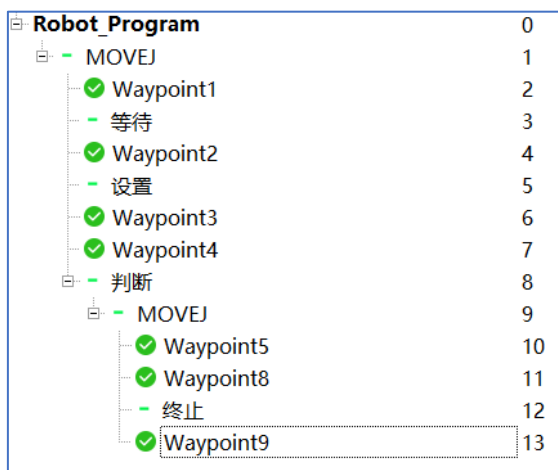 Robot_Program 0
MOVEJ 1
Waypoint1 2
等待 3
Waypoint2 4
设置 5
Waypoint3 6
Waypoint4 7
判断 8
MOVEJ 9
Waypoint5 10
Waypoint8 11
终止 12
Waypoint9 13